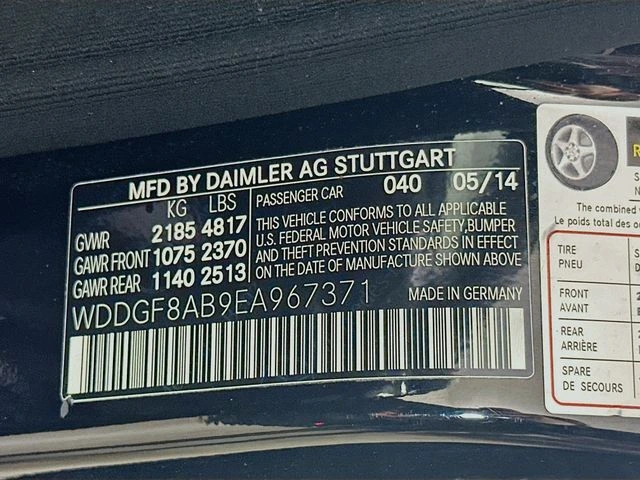 MFD BY DAIMLER AG STUTTGART
KG LBS
GVWR 2185 4817
GAWR FRONT 1075 2370
GAWR REAR 1140 2513
PASSENGER CAR 040 05/14
THIS VEHICLE CONFORMS TO ALL APPLICABLE
U.S. FEDERAL MOTOR VEHICLE SAFETY,BUMPER
AND THEFT PREVENTION STANDARDS IN EFFECT
ON THE DATE OF MANUFACTURE SHOWN ABOVE
WDDGF8AB9EA967371
MADE IN GERMANY
The combined
Le poids total des
TIRE
PNEU
FRONT
AVANT
REAR
ARRIÈRE
SPARE
DE SECOURS